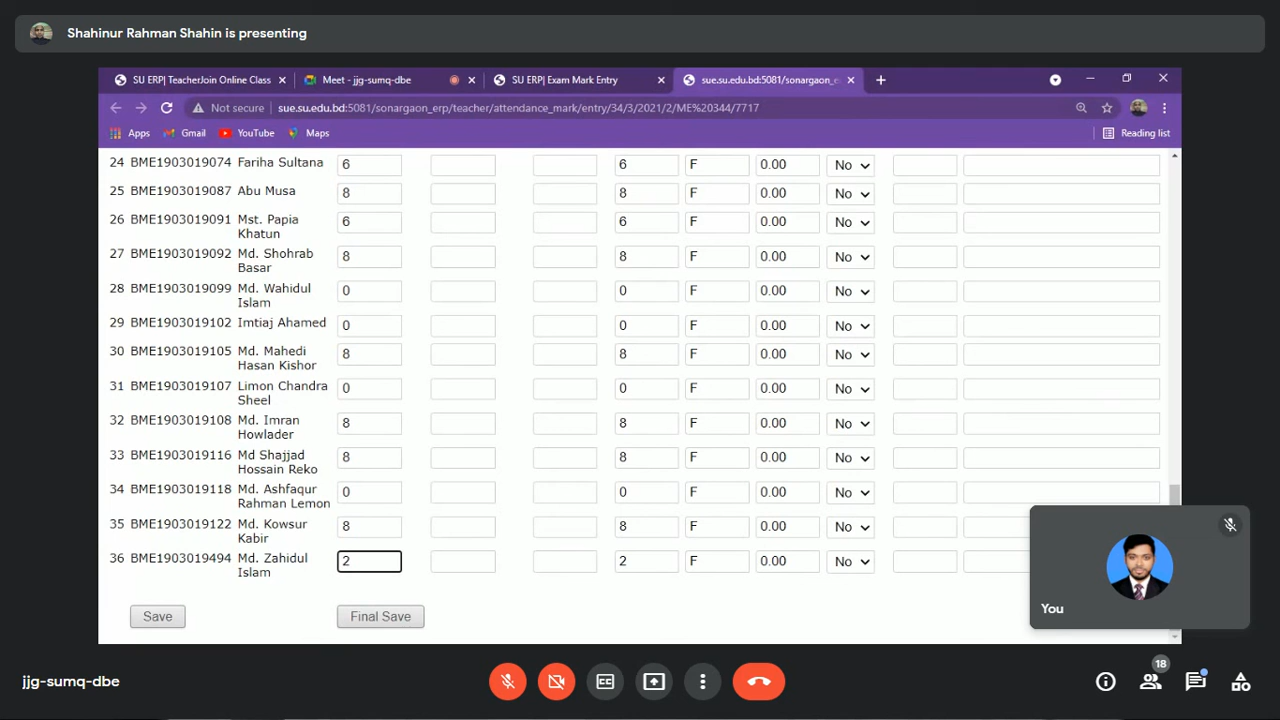 Shahinur Rahman Shahin is presenting
SU ERP| TeacherJoin Online Class
Meet - jjg-sumq-dbe
SU ERP| Exam Mark Entry
sue.su.edu.bd:5081/sonargaon_e
Not secure sue.su.edu.bd:5081/sonargaon_erp/teacher/attendance_mark/entry/34/3/2021/2/ME%20344/7717
Apps Gmail YouTube Maps Reading list
24 BME1903019074 Fariha Sultana 6 6 F 0.00 No
25 BME1903019087 Abu Musa 8 8 F 0.00 No
26 BME1903019091 Mst. Papia 6 6 F 0.00 No
Khatun
27 BME1903019092 Md. Shohrab 8 8 F 0.00 No
Basar
28 BME1903019099 Md. Wahidul 0 0 F 0.00 No
Islam
29 BME1903019102 Imtiaj Ahamed 0 0 F 0.00 No
30 BME1903019105 Md. Mahedi 8 8 F 0.00 No
Hasan Kishor
31 BME1903019107 Limon Chandra 0 0 F 0.00 No
Sheel
32 BME1903019108 Md. Imran 8 8 F 0.00 No
Howlader
33 BME1903019116 Md Shajjad 8 8 F 0.00 No
Hossain Reko
34 BME1903019118 Md. Ashfaqur 0 0 F 0.00 No
Rahman Lemon
35 BME1903019122 Md. Kowsur 8 8 F 0.00 No
Kabir
36 BME1903019494 Md. Zahidul 2 2 F 0.00 No
Islam
Save Final Save
You
jjg-sumq-dbe
CC
18